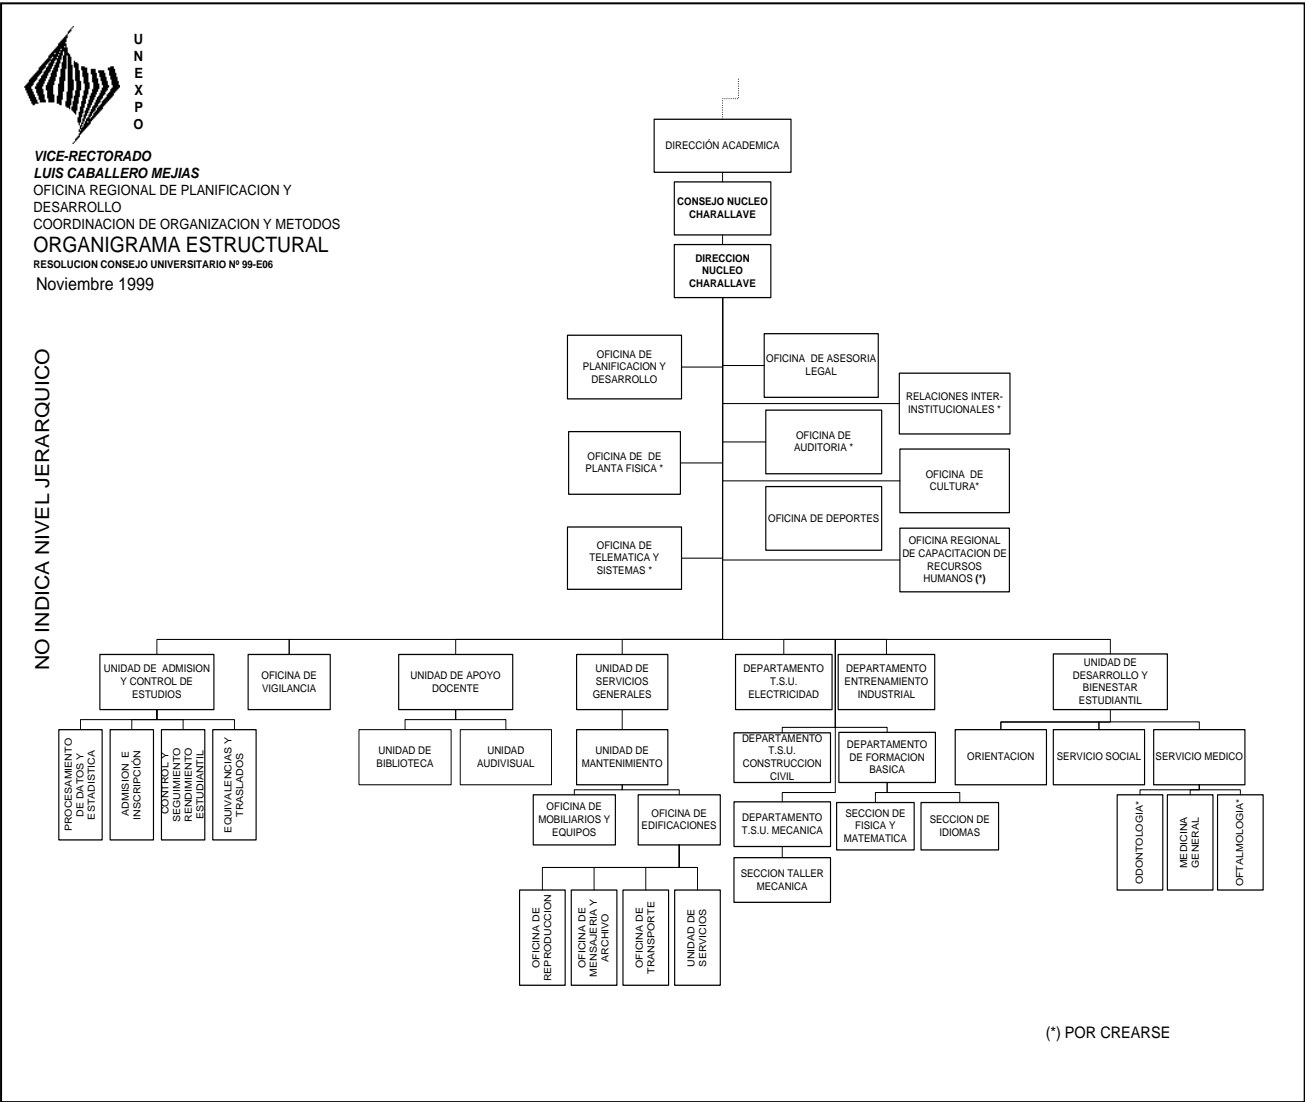 U
N
E
X
P
O
VICE-RECTORADO
LUIS CABALLERO MEJIAS
OFICINA REGIONAL DE PLANIFICACION Y
DESARROLLO
COORDINACION DE ORGANIZACION Y METODOS
ORGANIGRAMA ESTRUCTURAL
RESOLUCION CONSEJO UNIVERSITARIO Nº 99-E06
Noviembre 1999
NO INDICA NIVEL JERARQUICO
DIRECCIÓN ACADEMICA
CONSEJO NUCLEO
CHARALLAVE
DIRECCION
NUCLEO
CHARALLAVE
OFICINA DE
PLANIFICACION Y
DESARROLLO
OFICINA DE ASESORIA
LEGAL
RELACIONES INTER-
INSTITUCIONALES *
OFICINA DE
AUDITORIA *
OFICINA DE DE
PLANTA FISICA *
OFICINA DE
CULTURA*
OFICINA DE DEPORTES
OFICINA DE
TELEMATICA Y
SISTEMAS *
OFICINA REGIONAL
DE CAPACITACION DE
RECURSOS
HUMANOS (*)
UNIDAD DE ADMISION
Y CONTROL DE
ESTUDIOS
OFICINA DE
VIGILANCIA
UNIDAD DE APOYO
DOCENTE
UNIDAD DE
SERVICIOS
GENERALES
DEPARTAMENTO
T.S.U.
ELECTRICIDAD
DEPARTAMENTO
ENTRENAMIENTO
INDUSTRIAL
UNIDAD DE
DESARROLLO Y
BIENESTAR
ESTUDIANTIL
PROCESAMIENTO
DE DATOS Y
ESTADISTICA
ADMISION E
INSCRIPCIÓN
CONTROL Y
SEGUIMIENTO
RENDIMIENTO
ESTUDIANTIL
EQUIVALENCIAS Y
TRASLADOS
UNIDAD DE
BIBLIOTECA
UNIDAD
AUDIVISUAL
UNIDAD DE
MANTENIMIENTO
DEPARTAMENTO
T.S.U.
CONSTRUCCION
CIVIL
DEPARTAMENTO
DE FORMACION
BASICA
ORIENTACION
SERVICIO SOCIAL
SERVICIO MEDICO
OFICINA DE
MOBILIARIOS Y
EQUIPOS
OFICINA DE
EDIFICACIONES
DEPARTAMENTO
T.S.U. MECANICA
SECCION DE
FISICA Y
MATEMATICA
SECCION DE
IDIOMAS
ODONTOLOGIA*
MEDICINA
GENERAL
OFTALMOLOGIA*
SECCION TALLER
MECANICA
OFICINA DE
REPRODUCCION
OFICINA DE
MENSAJERIA Y
ARCHIVO
OFICINA DE
TRANSPORTE
UNIDAD DE
SERVICIOS
(*) POR CREARSE